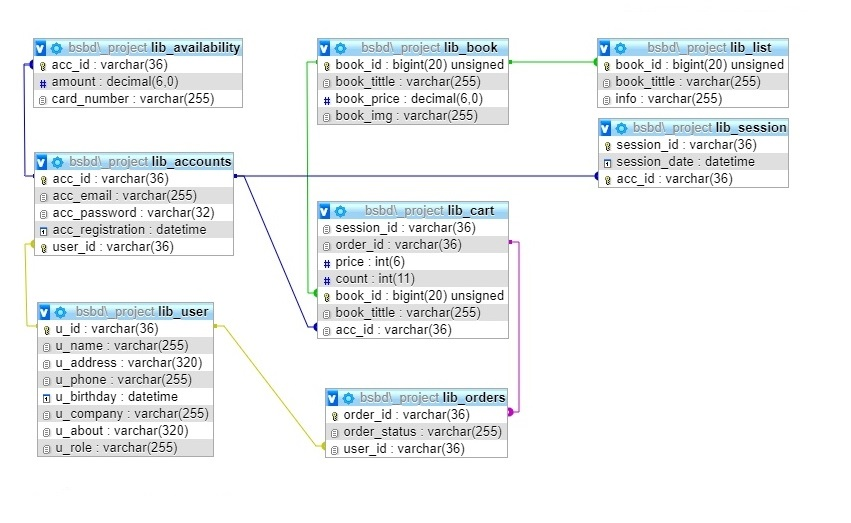 bsbd\_project lib_availability
acc_id : varchar(36)
amount : decimal(6,0)
card_number : varchar(255)
bsbd\_project lib_book
book_id : bigint(20) unsigned
book_tittle : varchar(255)
book_price : decimal(6,0)
book_img : varchar(255)
bsbd\_project lib_list
book_id : bigint(20) unsigned
book_tittle : varchar(255)
info : varchar(255)
bsbd\_project lib_session
session_id : varchar(36)
session_date : datetime
acc_id : varchar(36)
bsbd\_project lib_accounts
acc_id : varchar(36)
acc_email : varchar(255)
acc_password : varchar(32)
acc_registration : datetime
user_id : varchar(36)
bsbd\_project lib_cart
session_id : varchar(36)
order_id : varchar(36)
price : int(6)
count : int(11)
book_id : bigint(20) unsigned
book_tittle : varchar(255)
acc_id : varchar(36)
bsbd\_project lib_user
u_id : varchar(36)
u_name : varchar(255)
u_address : varchar(320)
u_phone : varchar(255)
u_birthday : datetime
u_company : varchar(255)
u_about : varchar(320)
u_role : varchar(255)
bsbd\_project lib_orders
order_id : varchar(36)
order_status : varchar(255)
user_id : varchar(36)